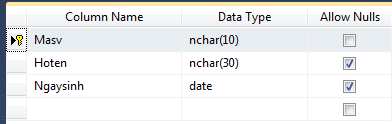 Column Name Data Type Allow Nulls
Masv nchar(10)
Hoten nchar(30)
Ngaysinh date